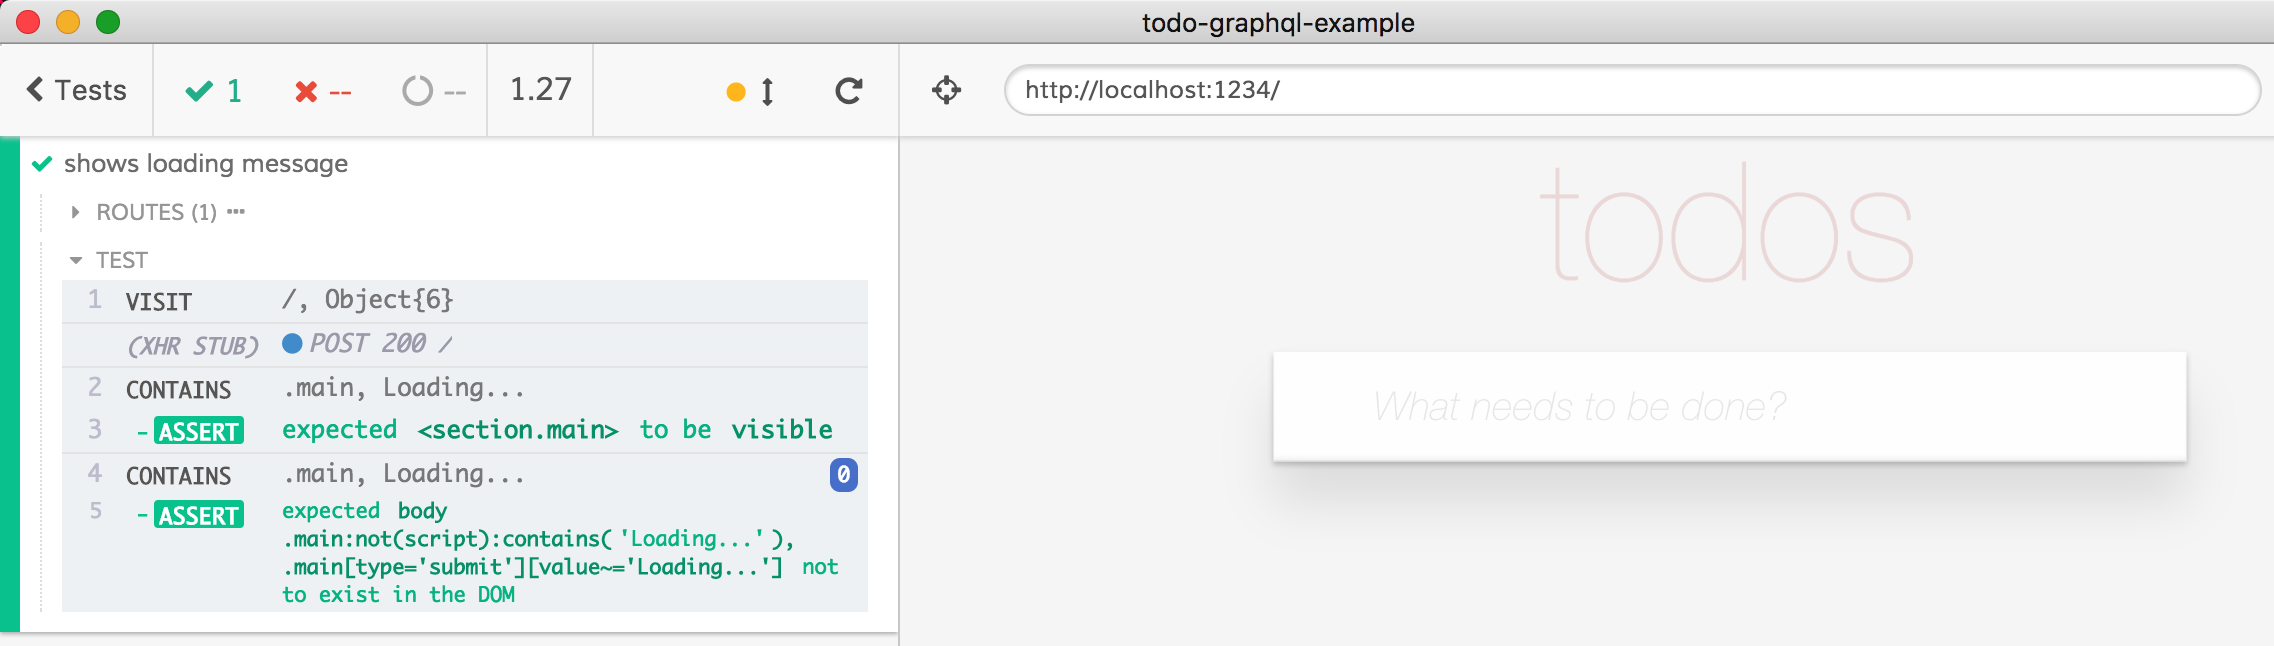 todo-graphql-example
Tests 1 -- -- 1.27
http://localhost:1234/
shows loading message
ROUTES (1)
TEST
1 VISIT /, Object{6}
(XHR STUB) POST 200 /
2 CONTAINS .main, Loading...
3 -ASSERT expected <section.main> to be visible
4 CONTAINS .main, Loading... 0
5 -ASSERT expected body
.main:not(script):contains('Loading...'),
.main[type='submit'][value~='Loading...'] not
to exist in the DOM
todos
What needs to be done?